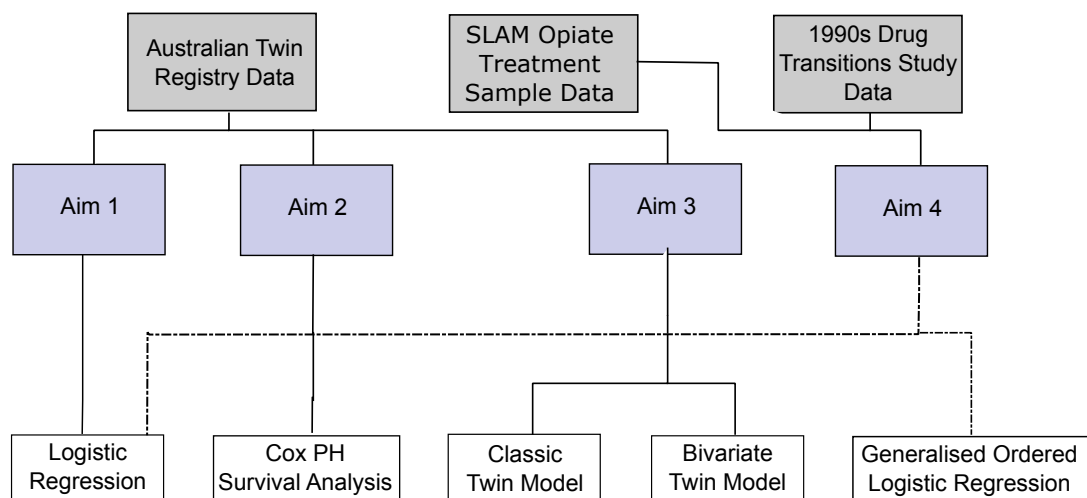 Australian Twin
Registry Data
SLAM Opiate
Treatment
Sample Data
1990s Drug
Transitions Study
Data
Aim 1
Aim 2
Aim 3
Aim 4
Logistic
Regression
Cox PH
Survival Analysis
Classic
Twin Model
Bivariate
Twin Model
Generalised Ordered
Logistic Regression